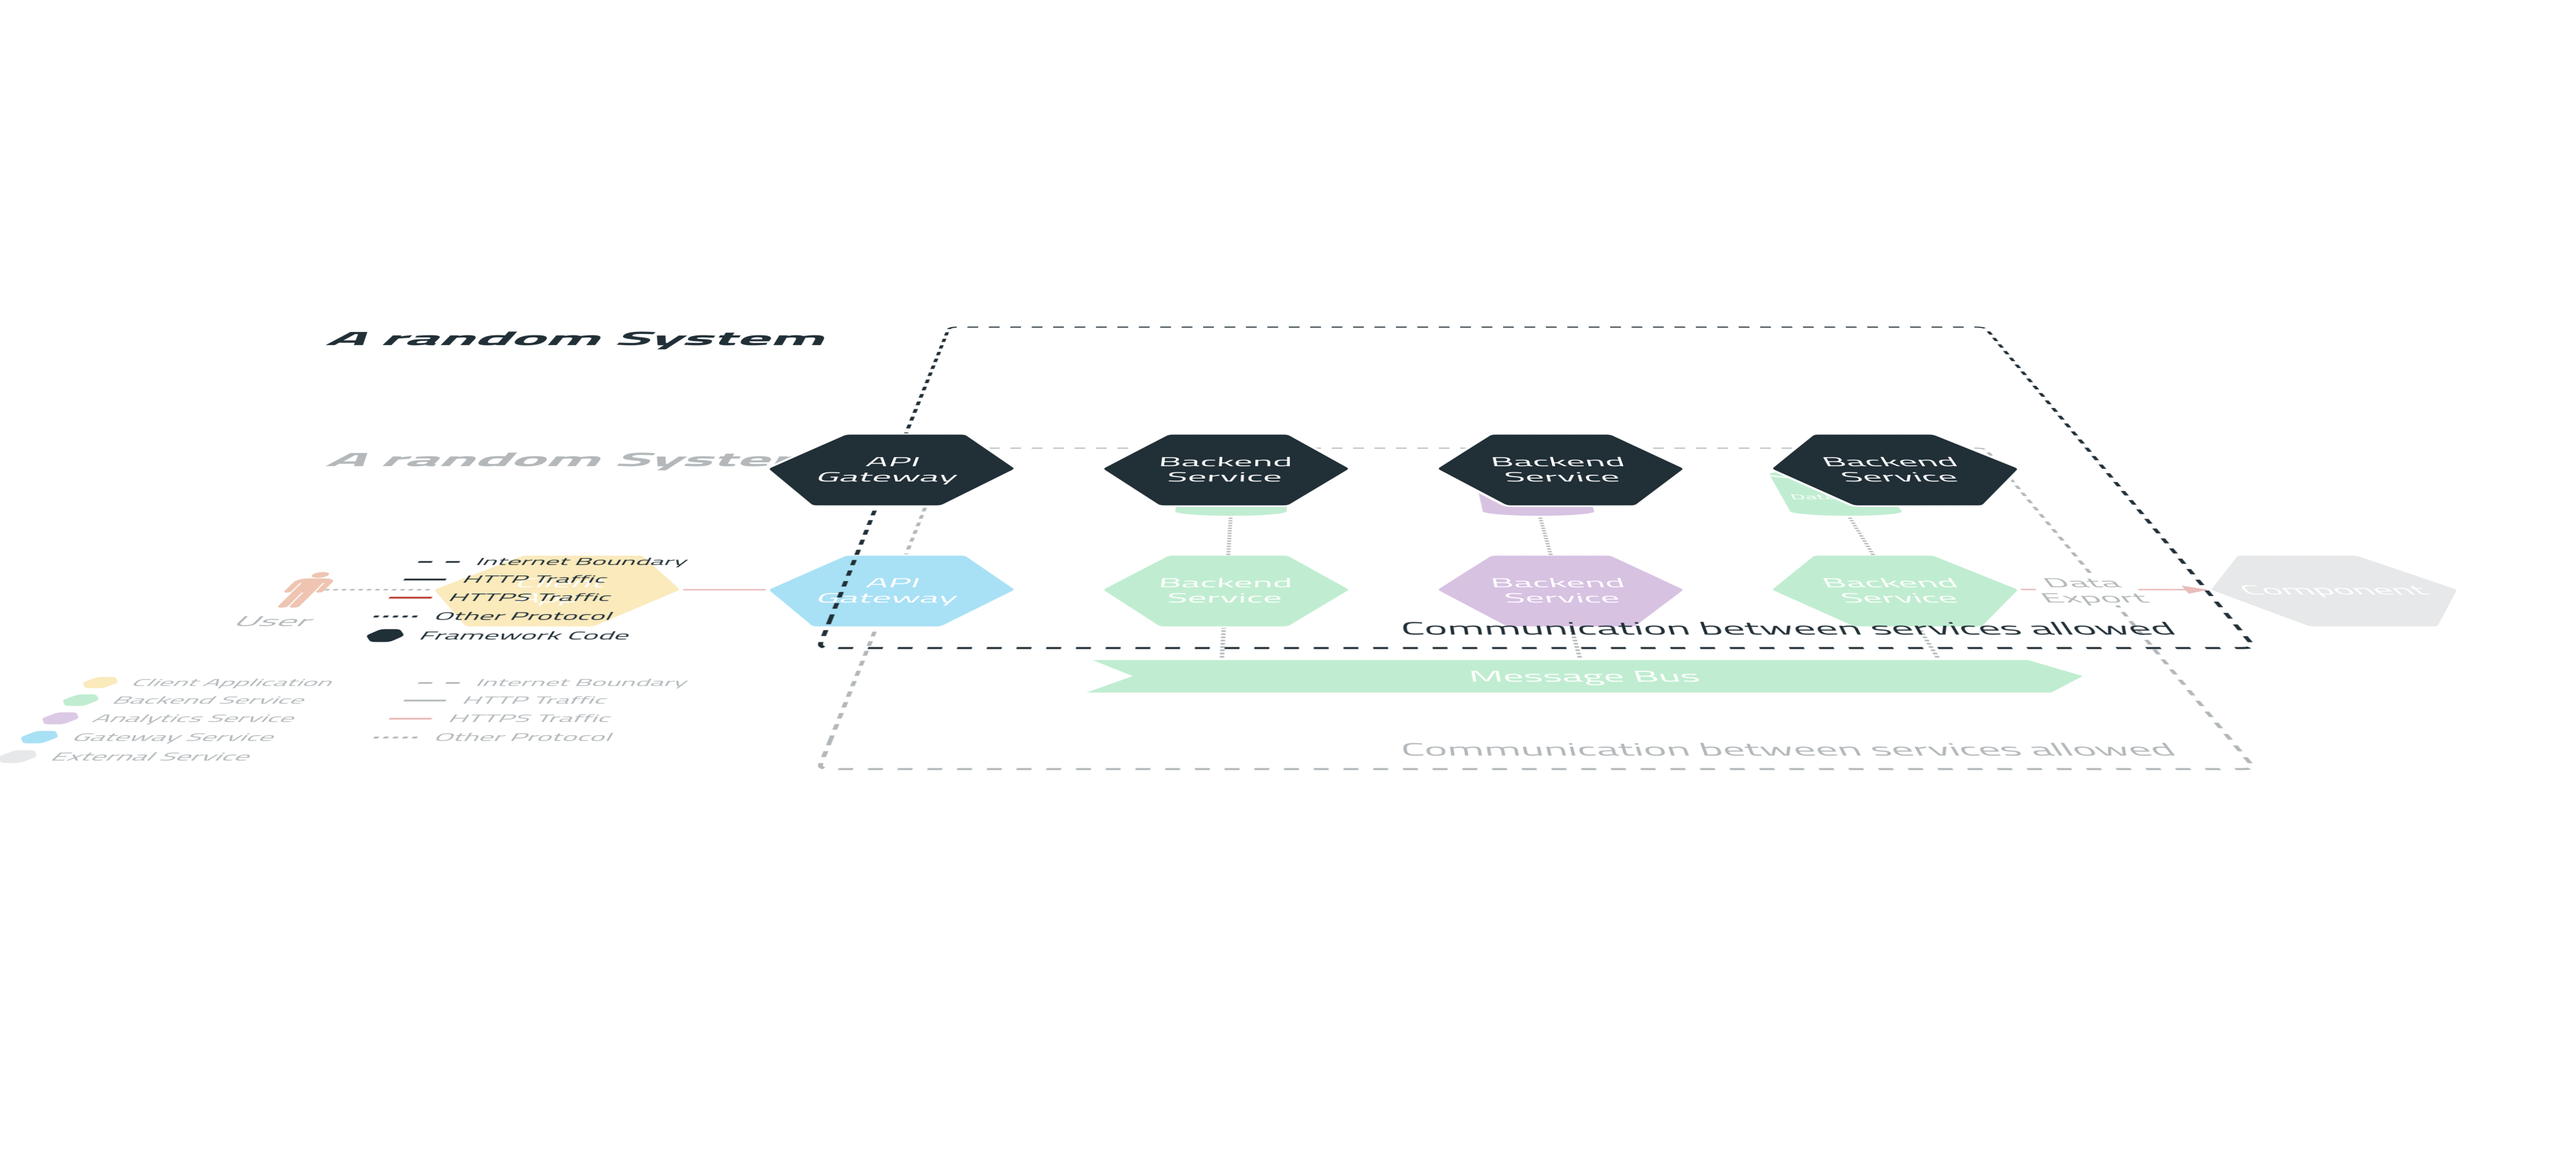 A random System
A random System
API
Gateway
Backend
Service
Backend
Service
Backend
Service
Internet Boundary
HTTP Traffic
HTTPS Traffic
Other Protocol
Framework Code
User
API
Gateway
Backend
Service
Backend
Service
Backend
Service
Data
Export
Component
Communication between services allowed
Message Bus
Client Application
Backend Service
Analytics Service
Gateway Service
External Service
Internet Boundary
HTTP Traffic
HTTPS Traffic
Other Protocol
Communication between services allowed